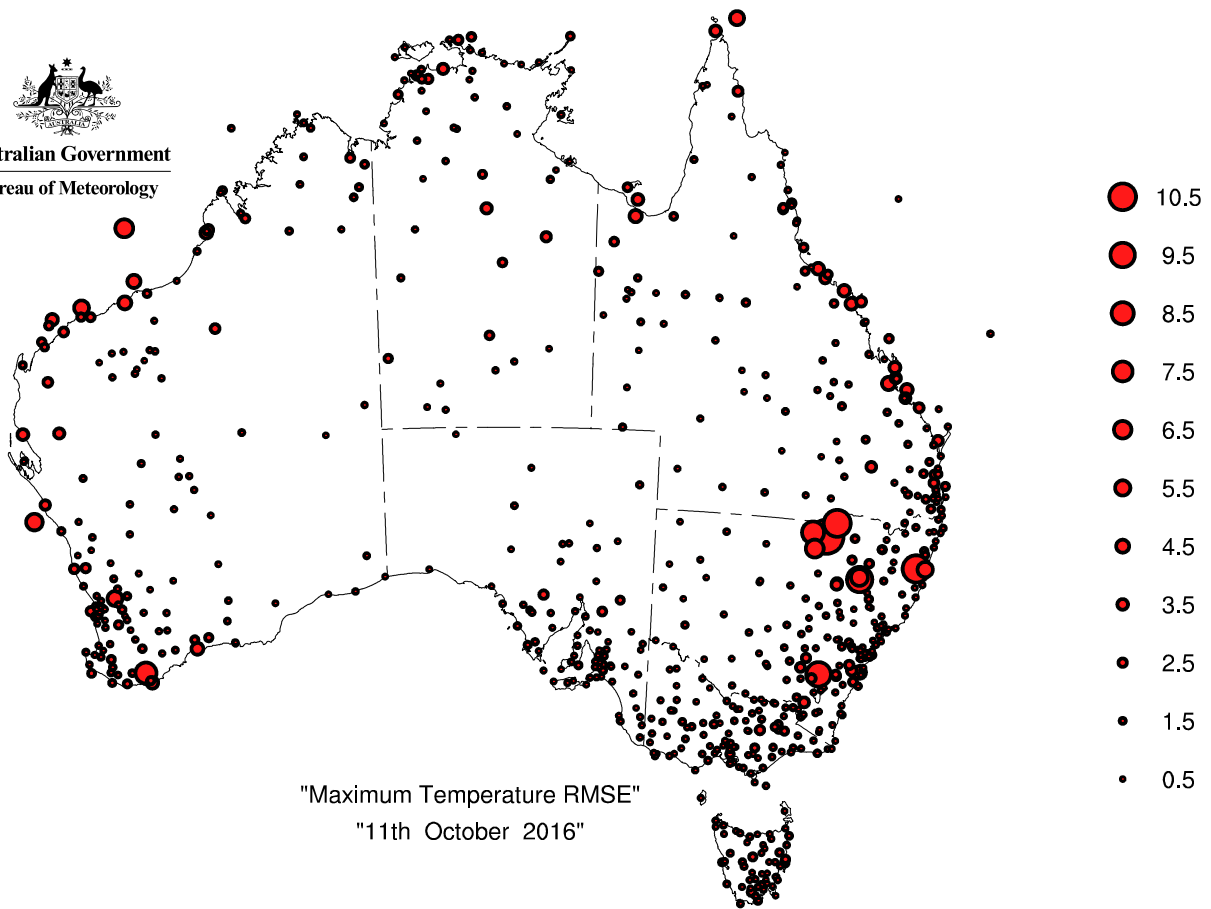 AUSTRALIA
tralian Government
reau of Meteorology
10.5
9.5
8.5
7.5
6.5
5.5
4.5
3.5
2.5
1.5
0.5
"Maximum Temperature RMSE"
"11th October 2016"